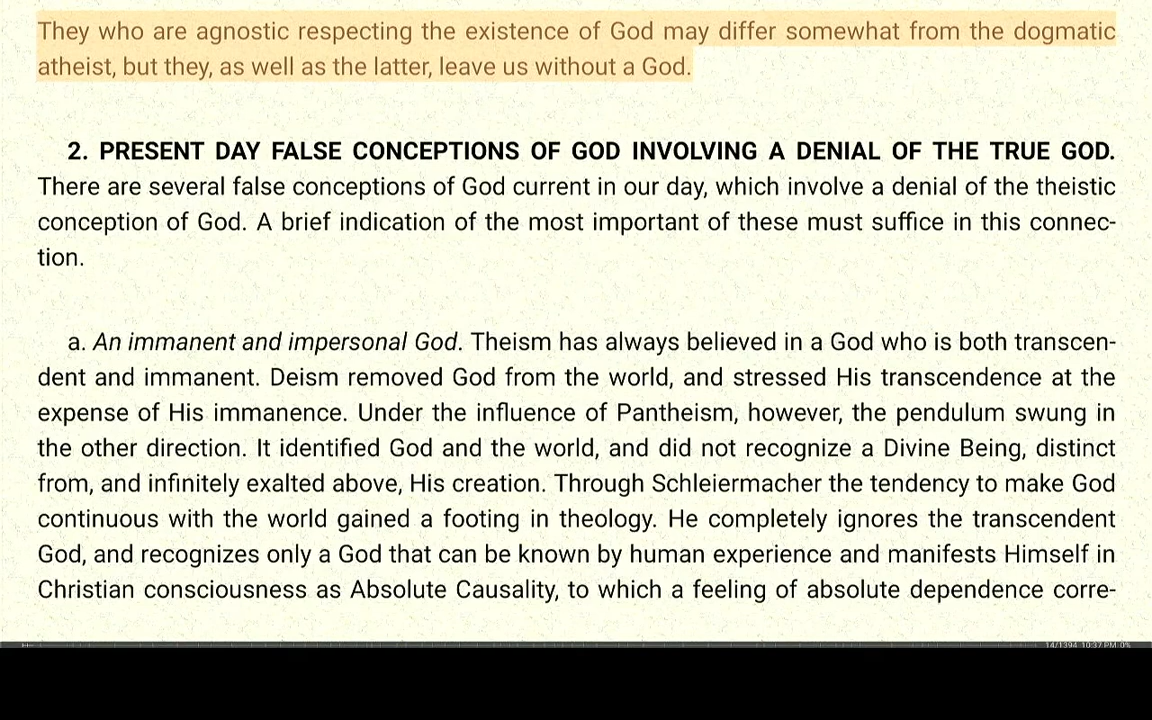 They who are agnostic respecting the existence of God may differ somewhat from the dogmatic
atheist, but they, as well as the latter, leave us without a God.
2. PRESENT DAY FALSE CONCEPTIONS OF GOD INVOLVING A DENIAL OF THE TRUE GOD.
There are several false conceptions of God current in our day, which involve a denial of the theistic
conception of God. A brief indication of the most important of these must suffice in this connec-
tion.
a. An immanent and impersonal God. Theism has always believed in a God who is both transcen-
dent and immanent. Deism removed God from the world, and stressed His transcendence at the
expense of His immanence. Under the influence of Pantheism, however, the pendulum swung in
the other direction. It identified God and the world, and did not recognize a Divine Being, distinct
from, and infinitely exalted above, His creation. Through Schleiermacher the tendency to make God
continuous with the world gained a footing in theology. He completely ignores the transcendent
God, and recognizes only a God that can be known by human experience and manifests Himself in
Christian consciousness as Absolute Causality, to which a feeling of absolute dependence corre-
14/1394 10:37 PM 0%